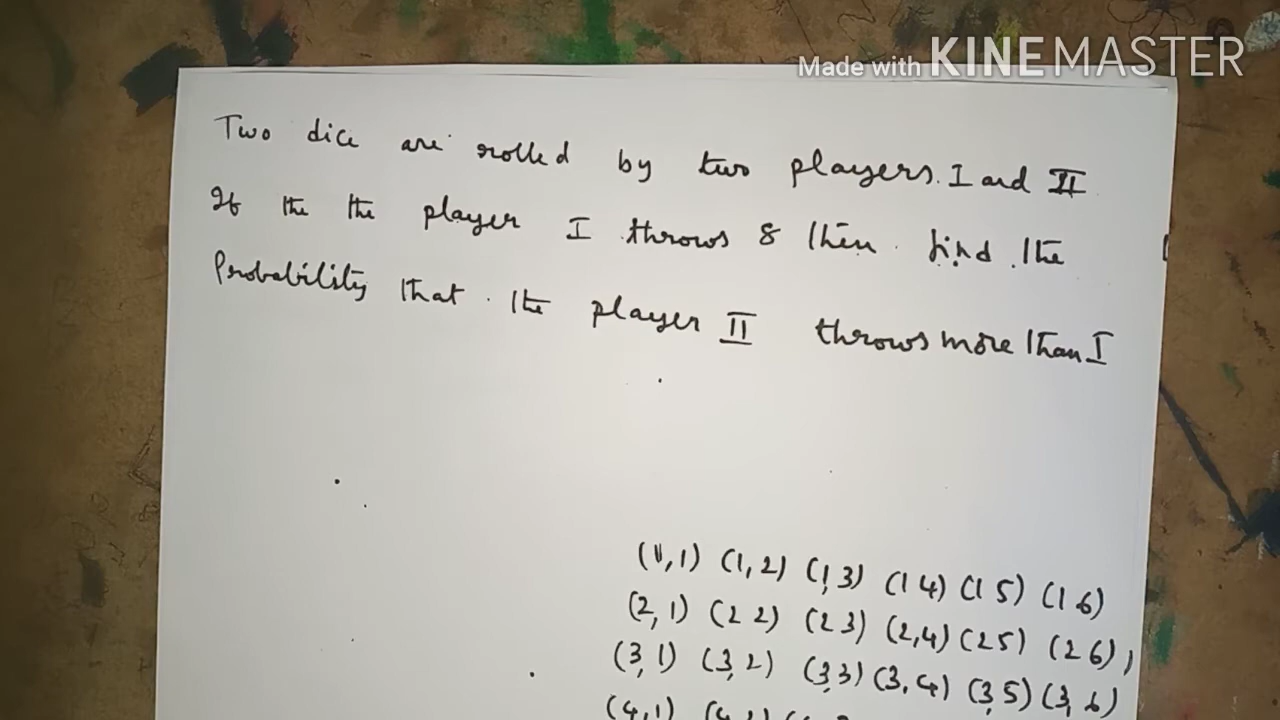 Made with KINEMASTER
Two dice are rolled by two players. I and II
If the the player I throws 8 then find the
Probability that the player II throws more than I
(1,1) (1,2) (1,3) (1 4) (1 5) (1 6)
(2,1) (2 2) (2 3) (2,4) (2 5) (2 6),
(3,1) (3,2) (3,3) (3,4) (3,5) (3,6)
(4,1)